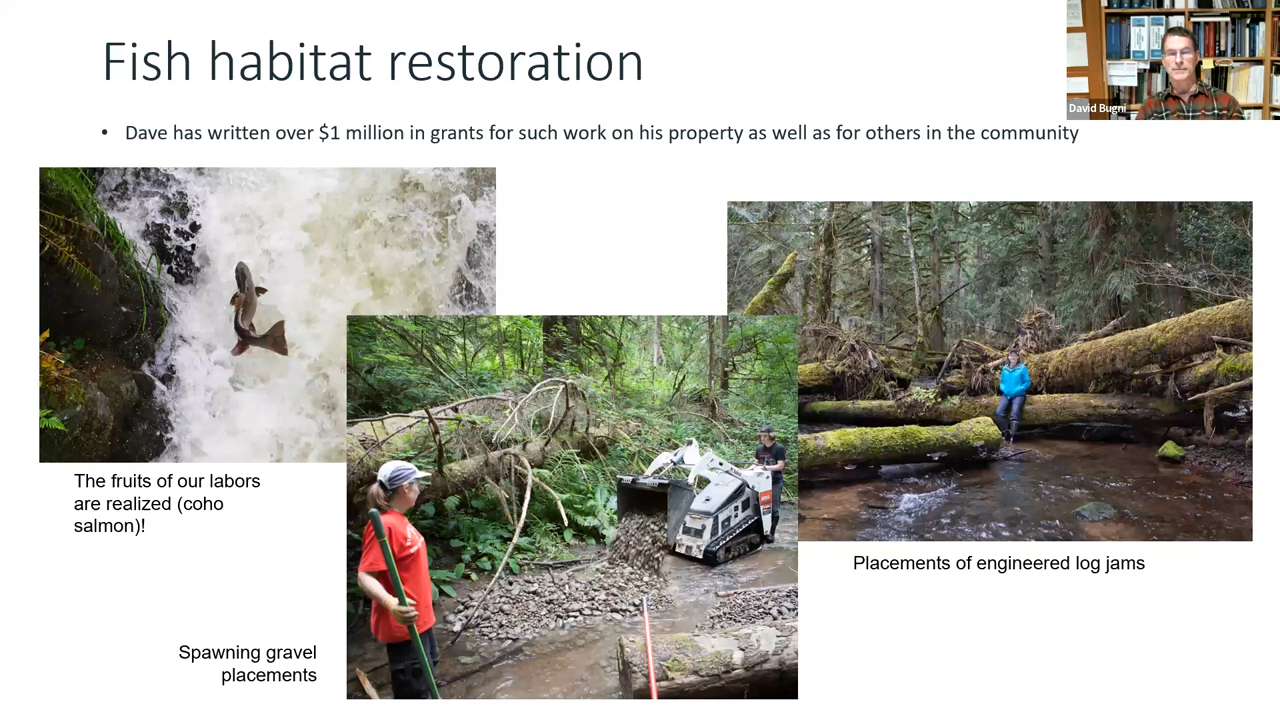 Fish habitat restoration
David Bugni
• Dave has written over $1 million in grants for such work on his property as well as for others in the community
The fruits of our labors
are realized (coho
salmon)!
Placements of engineered log jams
Spawning gravel
placements